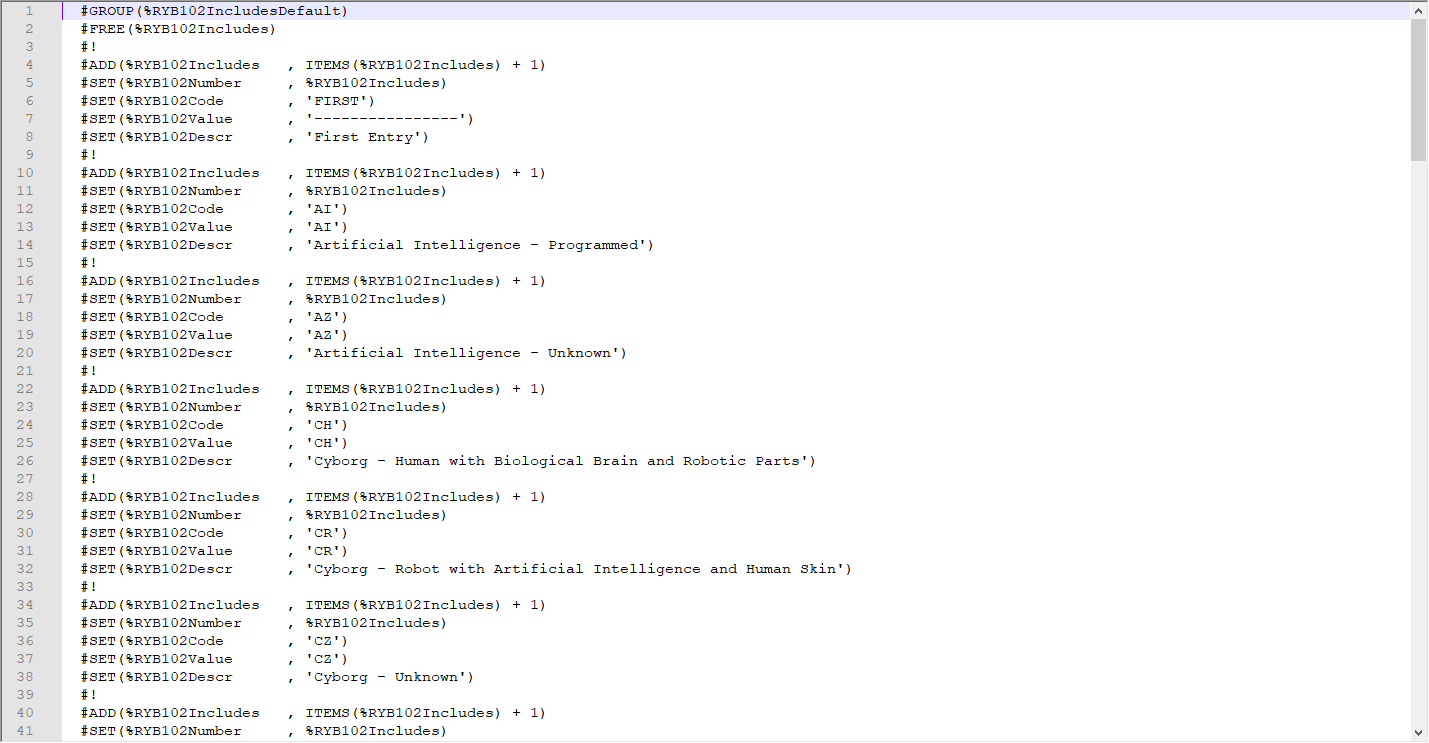 1 #GROUP(%RYB102IncludesDefault)
2 #FREE(%RYB102Includes)
3 #!
4 #ADD(%RYB102Includes   , ITEMS(%RYB102Includes) + 1)
5 #SET(%RYB102Number     , %RYB102Includes)
6 #SET(%RYB102Code       , 'FIRST')
7 #SET(%RYB102Value      , '----------------')
8 #SET(%RYB102Descr      , 'First Entry')
9 #!
10 #ADD(%RYB102Includes   , ITEMS(%RYB102Includes) + 1)
11 #SET(%RYB102Number     , %RYB102Includes)
12 #SET(%RYB102Code       , 'AI')
13 #SET(%RYB102Value      , 'AI')
14 #SET(%RYB102Descr      , 'Artificial Intelligence - Programmed')
15 #!
16 #ADD(%RYB102Includes   , ITEMS(%RYB102Includes) + 1)
17 #SET(%RYB102Number     , %RYB102Includes)
18 #SET(%RYB102Code       , 'AZ')
19 #SET(%RYB102Value      , 'AZ')
20 #SET(%RYB102Descr      , 'Artificial Intelligence - Unknown')
21 #!
22 #ADD(%RYB102Includes   , ITEMS(%RYB102Includes) + 1)
23 #SET(%RYB102Number     , %RYB102Includes)
24 #SET(%RYB102Code       , 'CH')
25 #SET(%RYB102Value      , 'CH')
26 #SET(%RYB102Descr      , 'Cyborg - Human with Biological Brain and Robotic Parts')
27 #!
28 #ADD(%RYB102Includes   , ITEMS(%RYB102Includes) + 1)
29 #SET(%RYB102Number     , %RYB102Includes)
30 #SET(%RYB102Code       , 'CR')
31 #SET(%RYB102Value      , 'CR')
32 #SET(%RYB102Descr      , 'Cyborg - Robot with Artificial Intelligence and Human Skin')
33 #!
34 #ADD(%RYB102Includes   , ITEMS(%RYB102Includes) + 1)
35 #SET(%RYB102Number     , %RYB102Includes)
36 #SET(%RYB102Code       , 'CZ')
37 #SET(%RYB102Value      , 'CZ')
38 #SET(%RYB102Descr      , 'Cyborg - Unknown')
39 #!
40 #ADD(%RYB102Includes   , ITEMS(%RYB102Includes) + 1)
41 #SET(%RYB102Number     , %RYB102Includes)